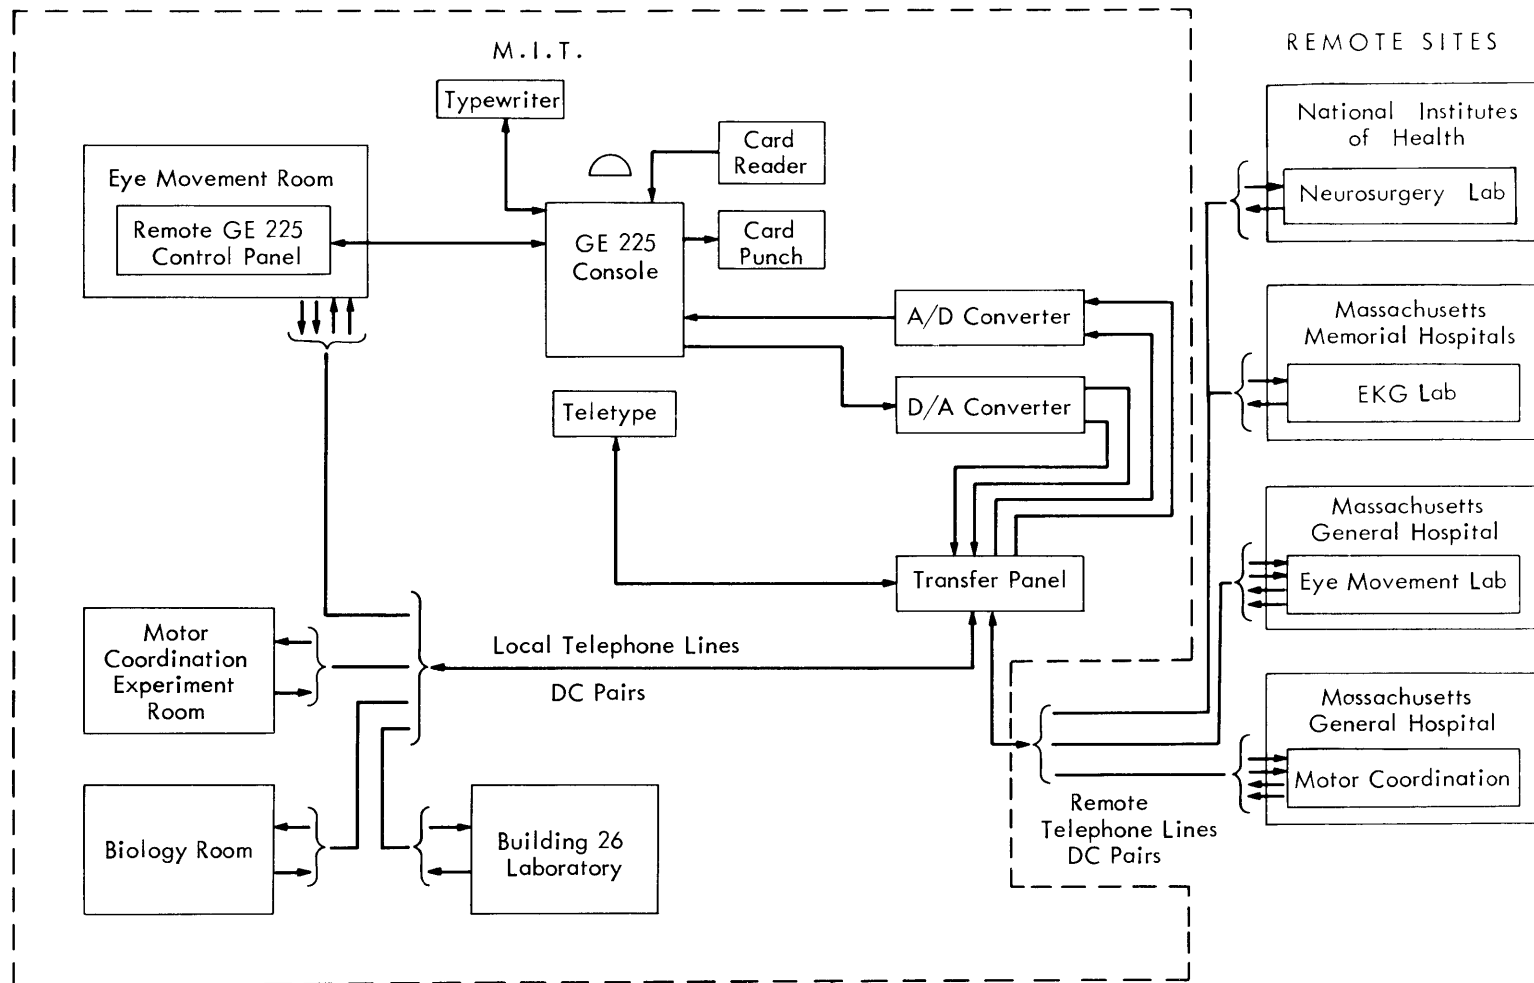 M.I.T.
REMOTE SITES
Typewriter
Card
Reader
Eye Movement Room
Remote GE 225
Control Panel
GE 225
Console
Card
Punch
A/D Converter
D/A Converter
Teletype
Transfer Panel
Motor
Coordination
Experiment
Room
Local Telephone Lines
DC Pairs
Biology Room
Building 26
Laboratory
Remote
Telephone Lines
DC Pairs
National Institutes
of Health
Neurosurgery Lab
Massachusetts
Memorial Hospitals
EKG Lab
Massachusetts
General Hospital
Eye Movement Lab
Massachusetts
General Hospital
Motor Coordination